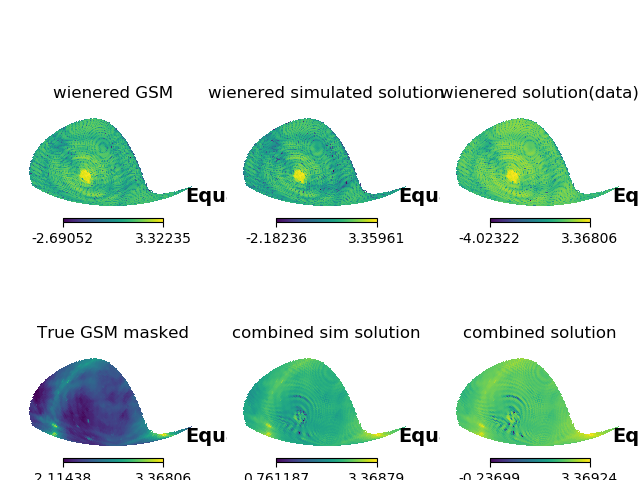 wienered GSM
wienered simulated solution
wienered solution(data)
Equ
Equ
Eq
-2.69052 3.32235
-2.18236 3.35961
-4.02322 3.36806
True GSM masked
combined sim solution
combined solution
Equ
Equ
Eq
2.11438 3.36806
0.761187 3.36879
-0.23699 3.36924